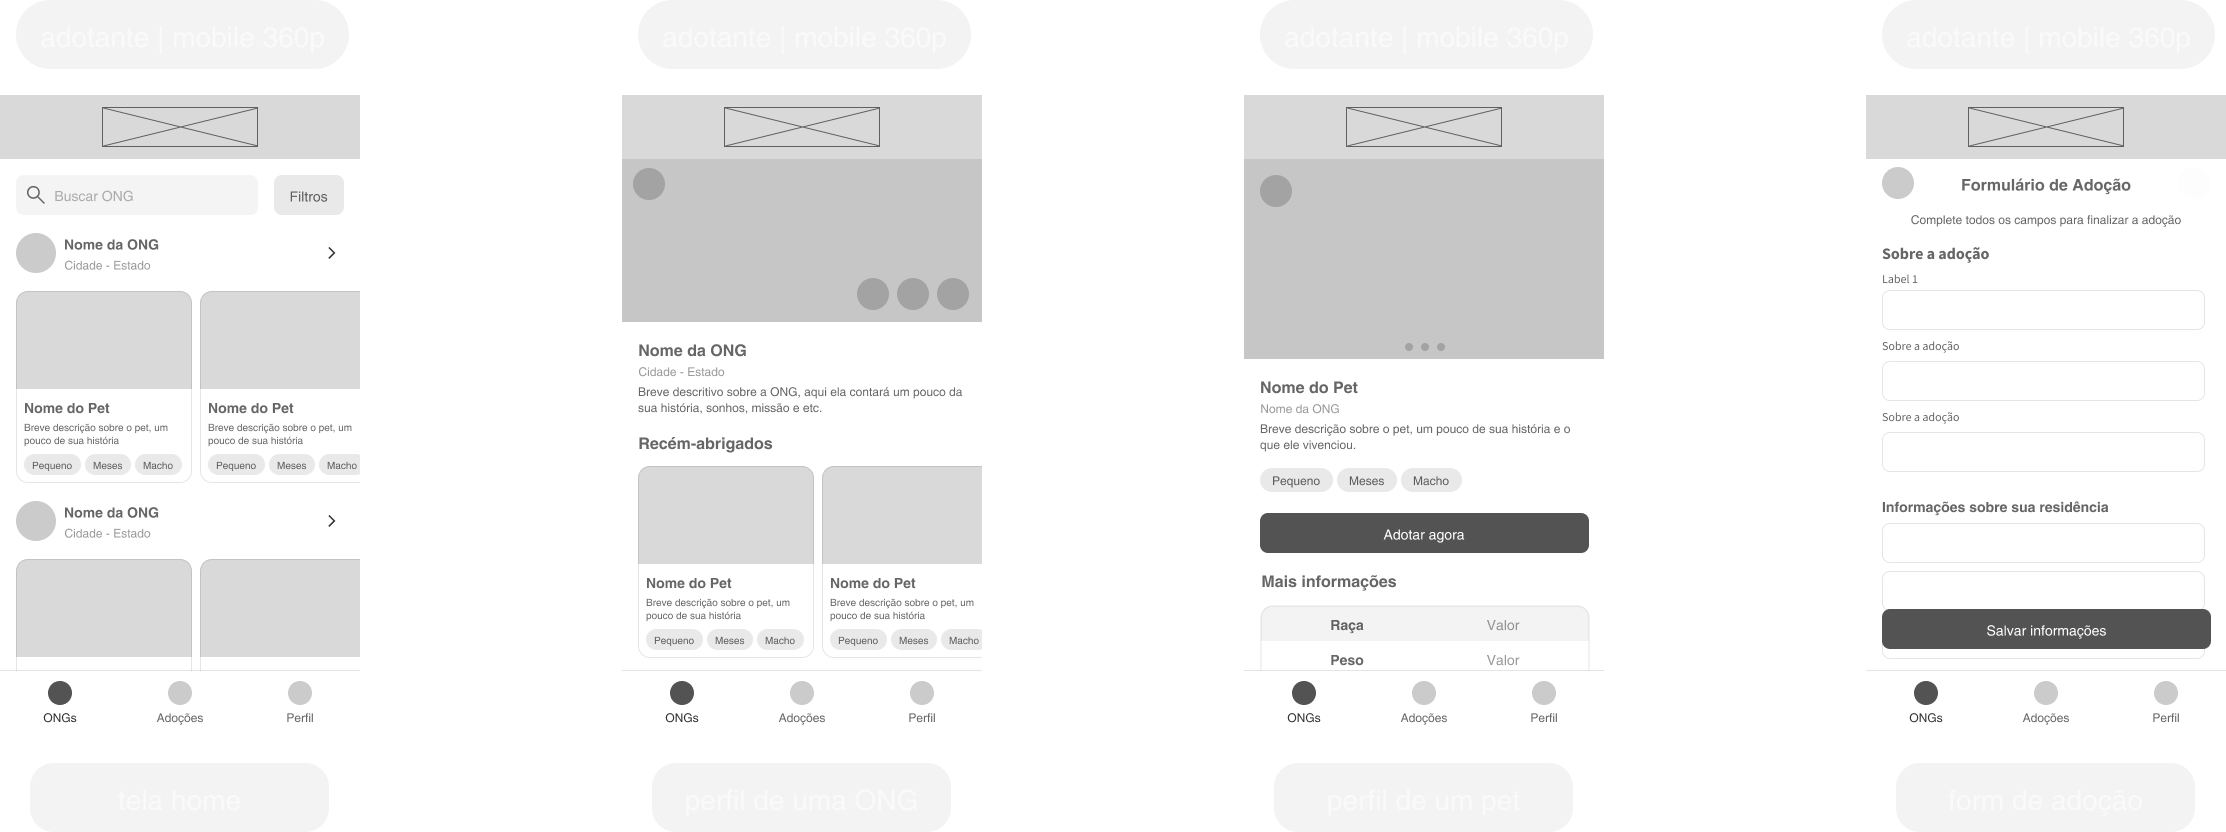 adotante | mobile 360p
Buscar ONG
Filtros
Nome da ONG
Cidade - Estado
Nome do Pet
Breve descrição sobre o pet, um
pouco de sua história
Pequeno
Meses
Macho
Nome do Pet
Breve descrição sobre o pet, um
pouco de sua história
Pequeno
Meses
Macho
Nome da ONG
Cidade - Estado
ONGs
Adoções
Perfil
tela home
adotante | mobile 360p
Nome da ONG
Cidade - Estado
Breve descritivo sobre a ONG, aqui ela contará um pouco da
sua história, sonhos, missão e etc.
Recém-abrigados
Nome do Pet
Breve descrição sobre o pet, um
pouco de sua história
Pequeno
Meses
Macho
Nome do Pet
Breve descrição sobre o pet, um
pouco de sua história
Pequeno
Meses
Macho
ONGs
Adoções
Perfil
perfil de uma ONG
adotante | mobile 360p
Nome do Pet
Nome da ONG
Breve descrição sobre o pet, um pouco de sua história e o
que ele vivenciou.
Pequeno
Meses
Macho
Adotar agora
Mais informações
Raça
Valor
Peso
Valor
ONGs
Adoções
Perfil
perfil de um pet
adotante | mobile 360p
Formulário de Adoção
Complete todos os campos para finalizar a adoção
Sobre a adoção
Label 1
Sobre a adoção
Sobre a adoção
Informações sobre sua residência
Salvar informações
ONGs
Adoções
Perfil
form de adoção